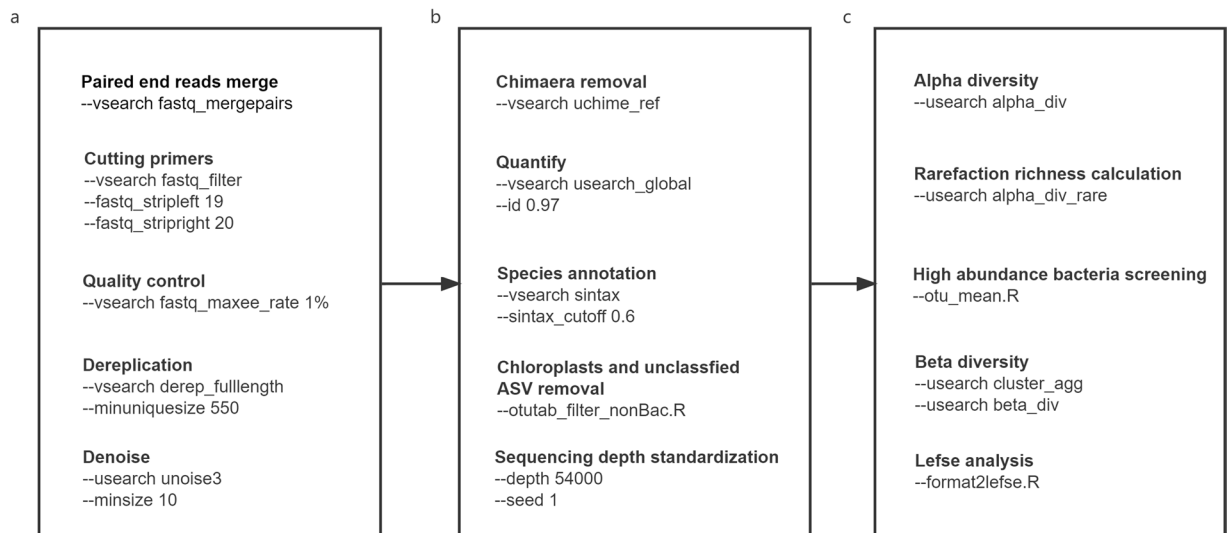 a
Paired end reads merge
--vsearch fastq_mergepairs
Cutting primers
--vsearch fastq_filter
--fastq_stripleft 19
--fastq_stripright 20
Quality control
--vsearch fastq_maxee_rate 1%
Dereplication
--vsearch derep_fulllength
--minuniquesize 550
Denoise
--usearch unoise3
--minsize 10
b
Chimaera removal
--vsearch uchime_ref
Quantify
--vsearch usearch_global
--id 0.97
Species annotation
--vsearch sintax
--sintax_cutoff 0.6
Chloroplasts and unclassfied
ASV removal
--otutab_filter_nonBac.R
Sequencing depth standardization
--depth 54000
--seed 1
c
Alpha diversity
--usearch alpha_div
Rarefaction richness calculation
--usearch alpha_div_rare
High abundance bacteria screening
--otu_mean.R
Beta diversity
--usearch cluster_agg
--usearch beta_div
Lefse analysis
--format2lefse.R